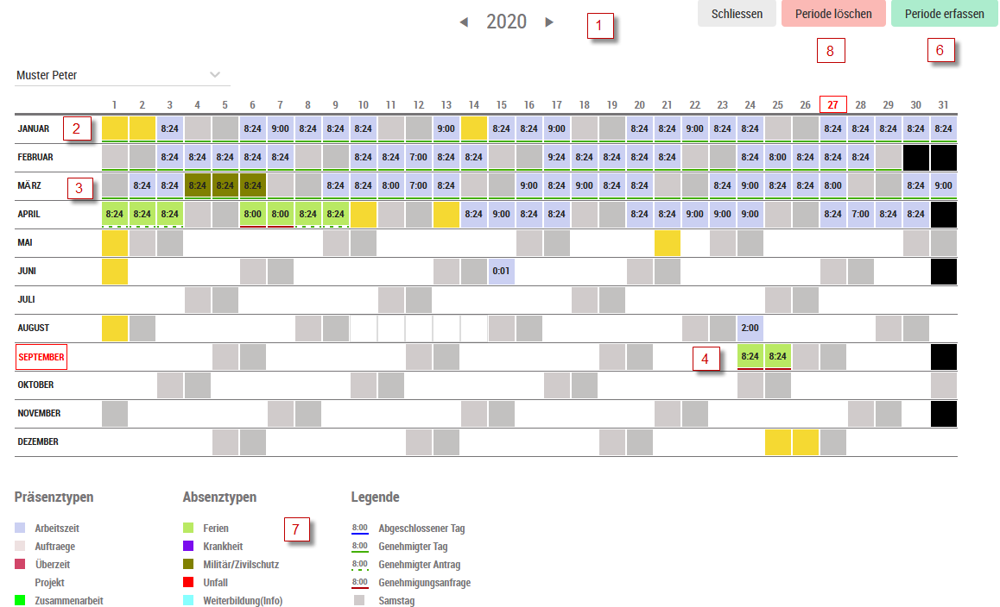 ◀ 2020 ▶ 1 Schliessen Periode löschen Periode erfassen
8 6
Muster Peter
1 2 3 4 5 6 7 8 9 10 11 12 13 14 15 16 17 18 19 20 21 22 23 24 25 26 27 28 29 30 31
JANUAR 2 8:24 8:24 9:00 8:24 8:24 8:24 9:00 8:24 8:24 9:00 8:24 8:24 9:00 8:24 8:24 8:24 8:24 8:24 8:24 8:24
FEBRUAR 8:24 8:24 8:24 8:24 8:24 8:24 8:24 7:00 8:24 8:24 9:24 8:24 8:24 8:24 8:24 8:24 8:00 8:24 8:24 8:24
MÄRZ 3 8:24 8:24 8:24 8:24 8:24 8:24 8:24 8:00 7:00 8:24 9:00 8:24 9:00 8:24 8:24 8:24 9:00 8:24 8:24 8:00 8:24 9:00
APRIL 8:24 8:24 8:24 8:00 8:00 8:24 8:24 8:24 9:00 8:24 8:24 8:24 8:24 9:00 9:00 9:00 8:24 7:00 8:24 8:24
MAI
JUNI 0:01
JULI
AUGUST 2:00
SEPTEMBER 4 8:24 8:24
OKTOBER
NOVEMBER
DEZEMBER
Präsenztypen Absenztypen Legende
Arbeitszeit Ferien 7 8:00 Abgeschlossener Tag
Auftraege Krankheit 8:00 Genehmigter Tag
Überzeit Militär/Zivilschutz 8:00 Genehmigter Antrag
Projekt Unfall 8:00 Genehmigungsanfrage
Zusammenarbeit Weiterbildung(Info) Samstag